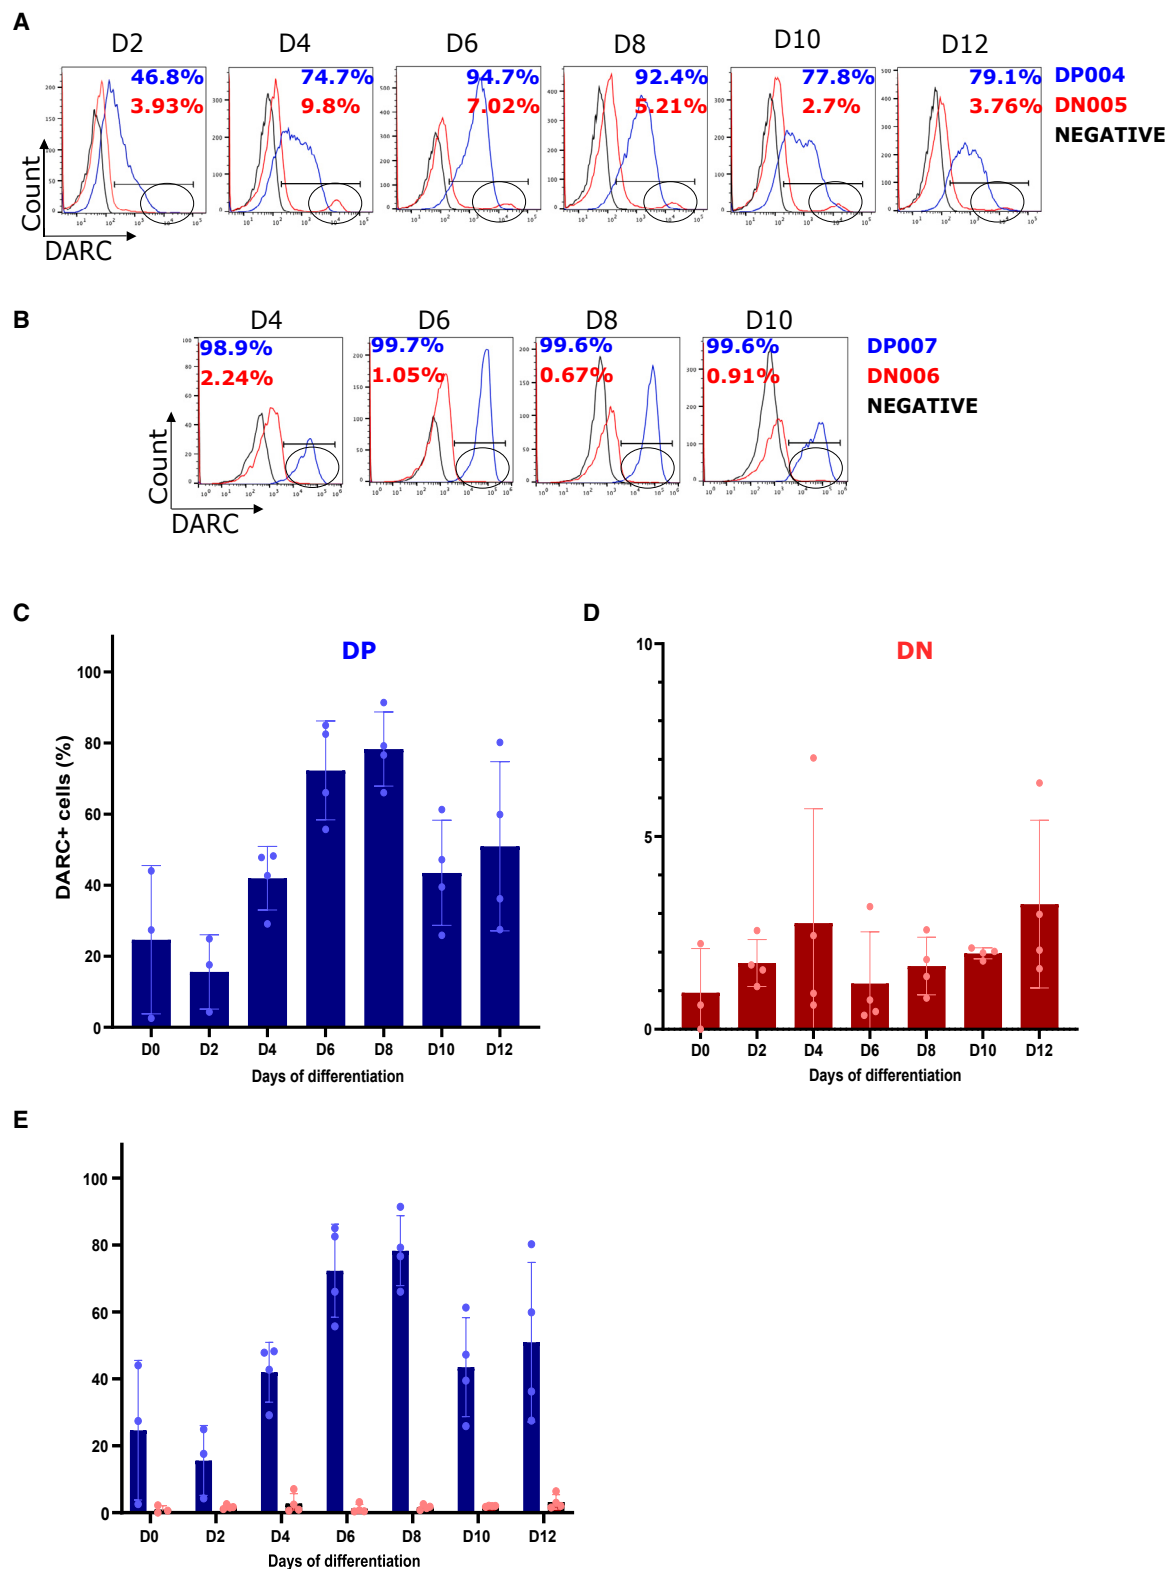 A
D2 D4 D6 D8 D10 D12
46.8% 74.7% 94.7% 92.4% 77.8% 79.1% DP004
3.93% 9.8% 7.02% 5.21% 2.7% 3.76% DN005
NEGATIVE
Count
DARC
B
D4 D6 D8 D10
98.9% 99.7% 99.6% 99.6% DP007
2.24% 1.05% 0.67% 0.91% DN006
NEGATIVE
Count
DARC
C
DP
DARC+ cells (%)
100
80
60
40
20
0
D0 D2 D4 D6 D8 D10 D12
Days of differentiation
D
DN
10
5
0
D0 D2 D4 D6 D8 D10 D12
Days of differentiation
E
100
80
60
40
20
0
D0 D2 D4 D6 D8 D10 D12
Days of differentiation